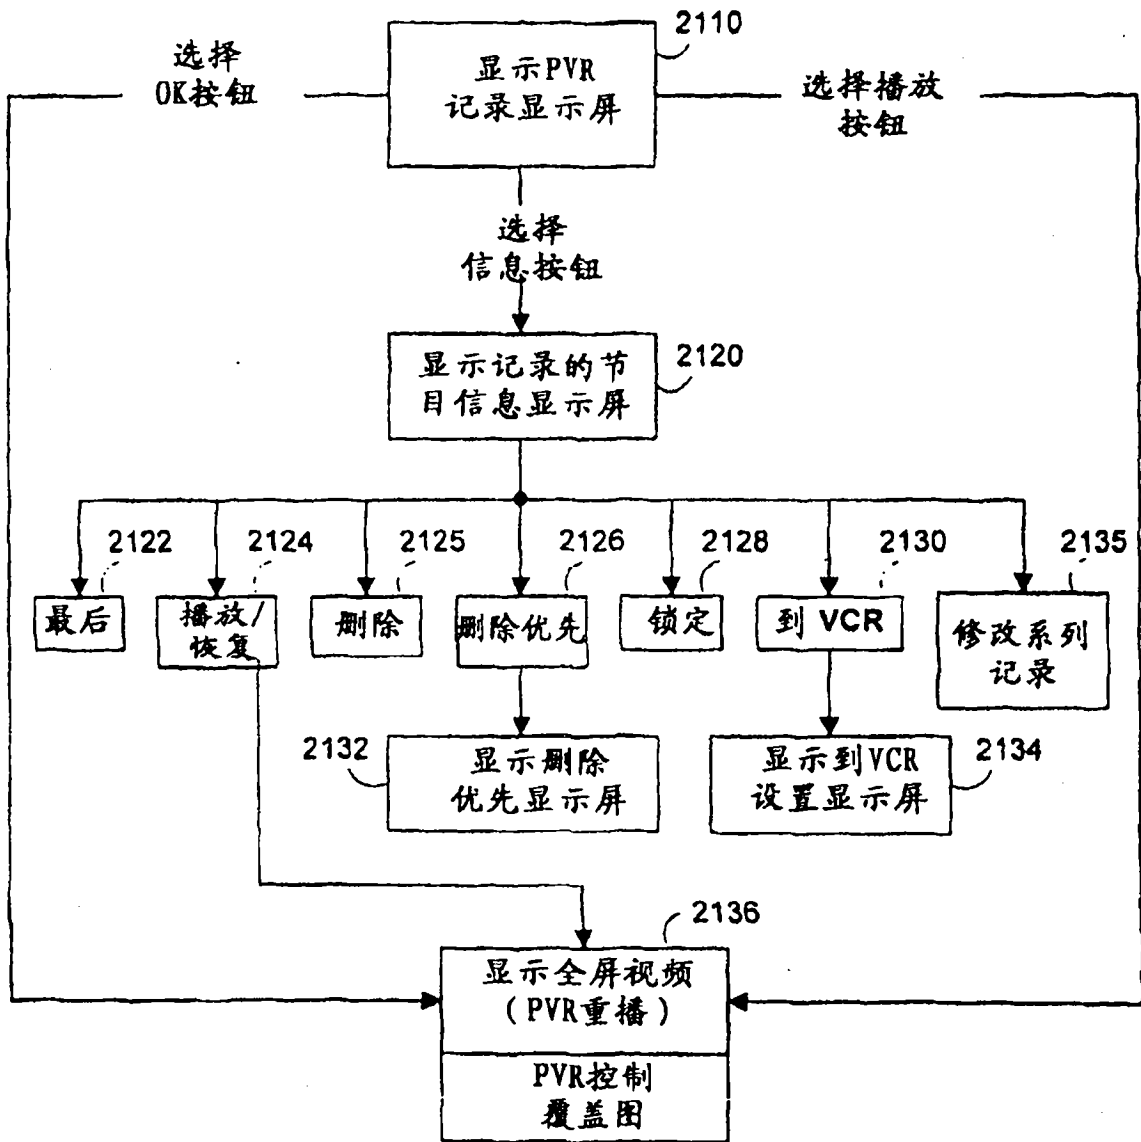 2110
选择
OK按钮
显示PVR
记录显示屏
选择播放
按钮
选择
信息按钮
2120
显示记录的节
目信息显示屏
2122
2124
2125
2126
2128
2130
2135
最后
播放/
恢复
删除
删除优先
锁定
到 VCR
修改系列
记录
2132
显示删除
优先显示屏
显示到VCR
设置显示屏
2134
2136
显示全屏视频
(PVR重播)
PVR控制
覆盖图